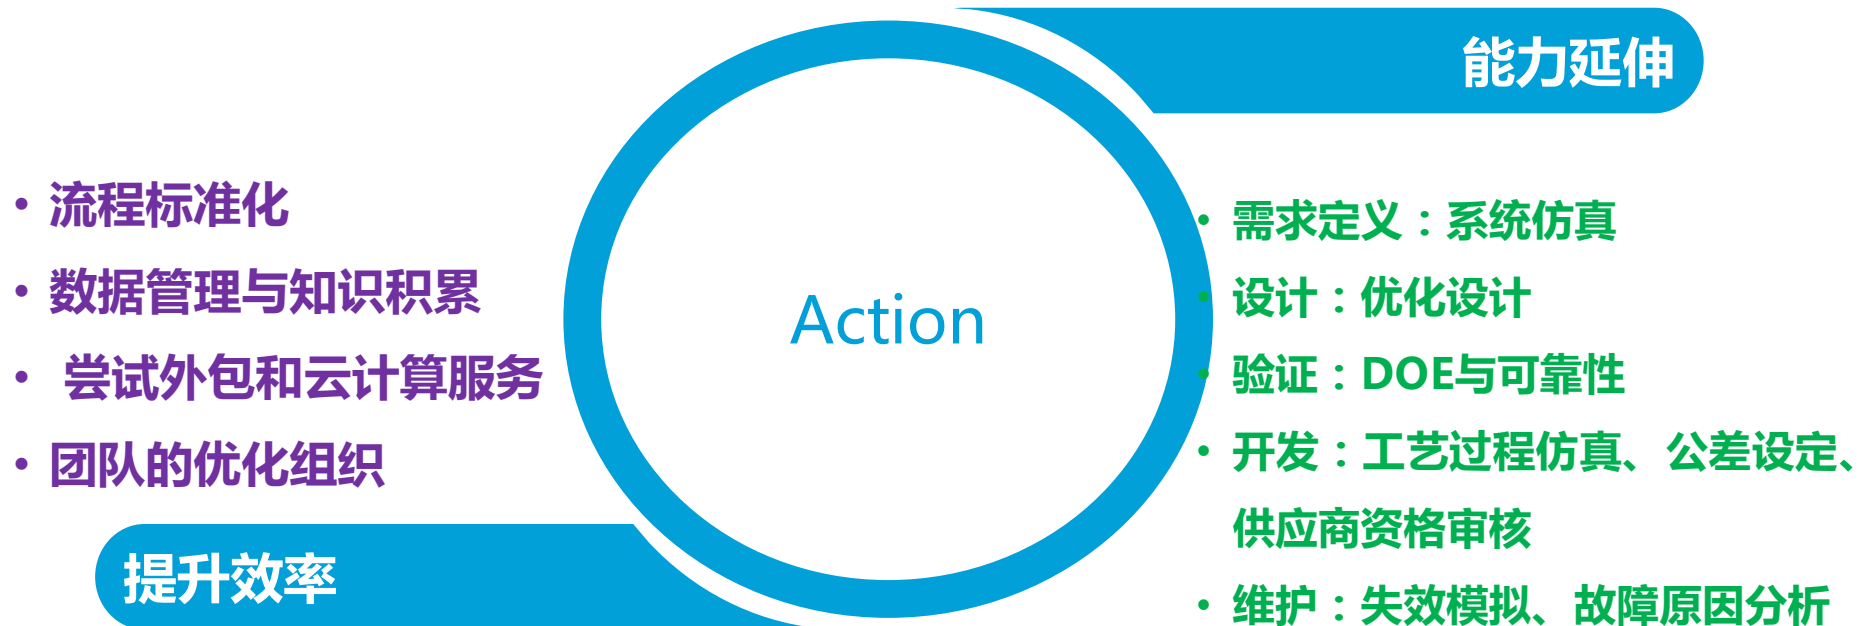 能力延伸
• 流程标准化
• 数据管理与知识积累
• 尝试外包和云计算服务
• 团队的优化组织
提升效率
Action
• 需求定义：系统仿真
• 设计：优化设计
• 验证：DOE与可靠性
• 开发：工艺过程仿真、公差设定、
供应商资格审核
• 维护：失效模拟、故障原因分析